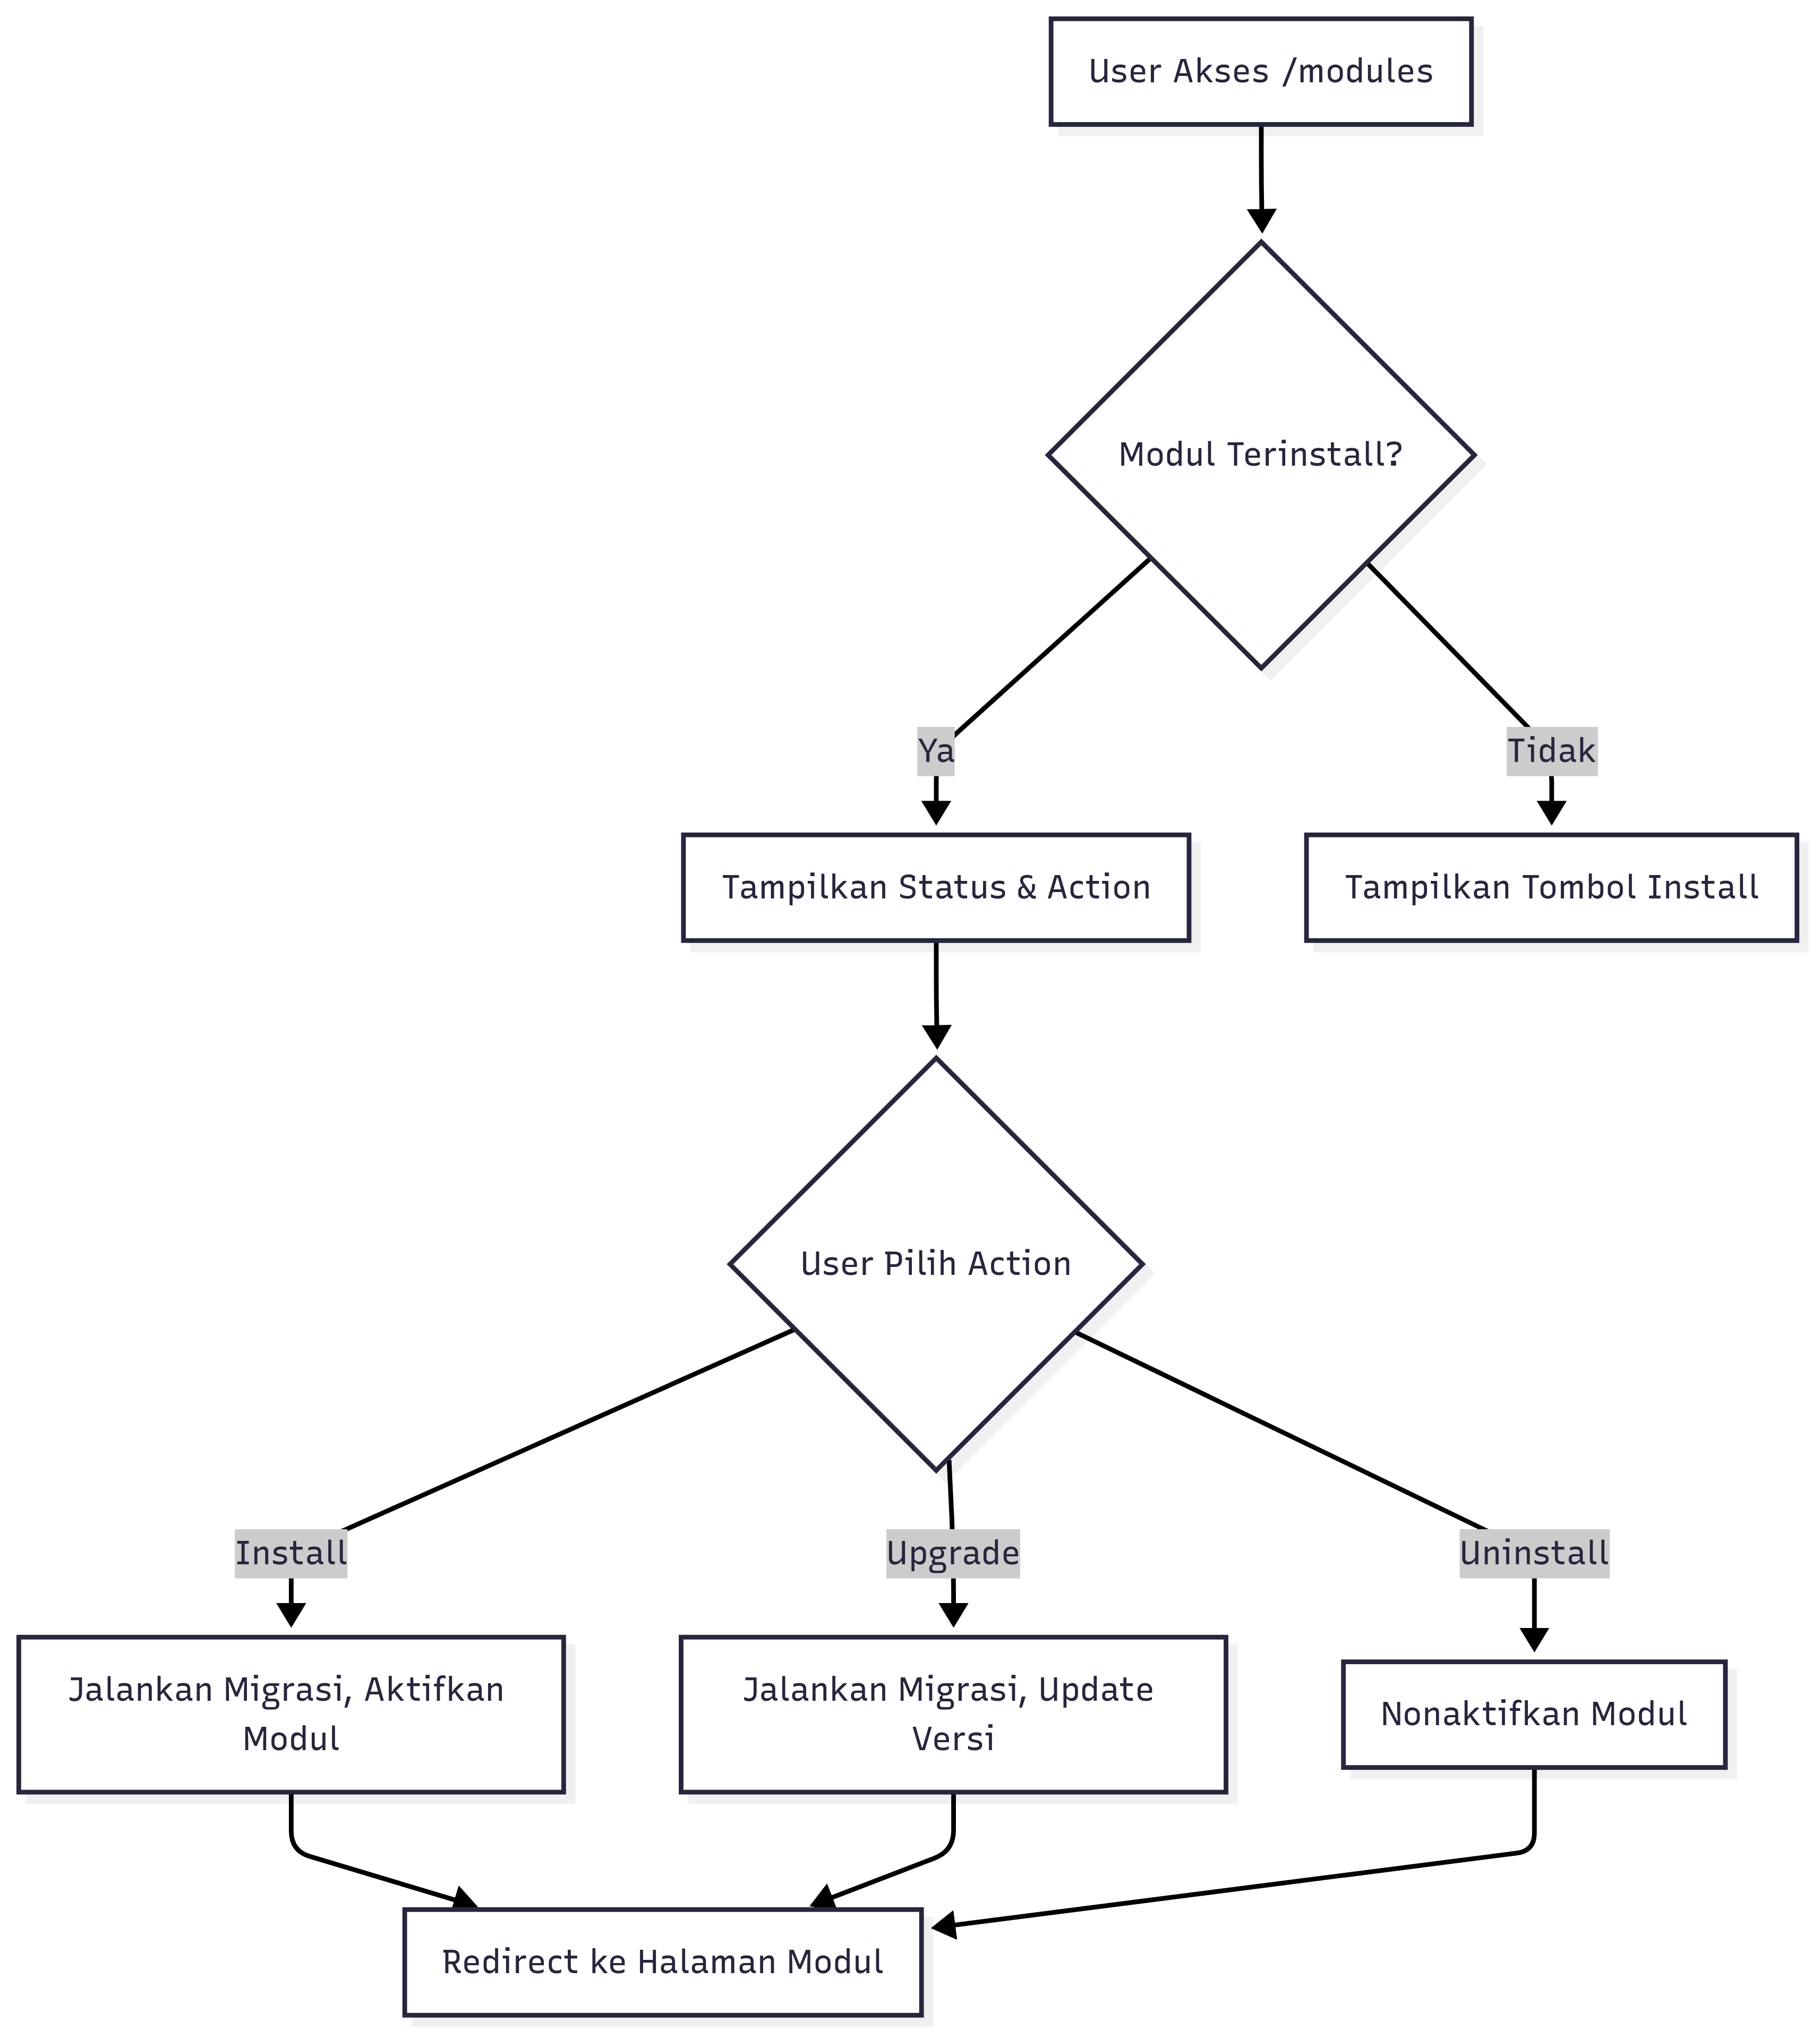 User Akses /modules
Modul Terinstall?
Ya
Tidak
Tampilkan Status & Action
Tampilkan Tombol Install
User Pilih Action
Install
Upgrade
Uninstall
Jalankan Migrasi, Aktifkan
Modul
Jalankan Migrasi, Update
Versi
Nonaktifkan Modul
Redirect ke Halaman Modul